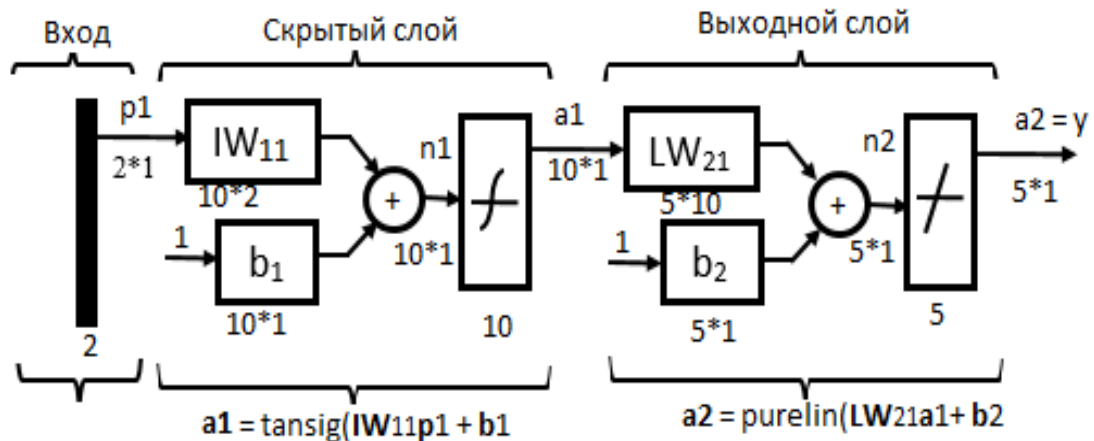 Вход
Скрытый слой
Выходной слой
p1
2*1
IW11
10*2
1
b1
10*1
+
n1
10*1
10
a1
10*1
LW21
5*10
1
b2
5*1
+
n2
5*1
5
a2 = y
5*1
2
a1 = tansig(IW11p1 + b1
a2 = purelin(LW21a1+ b2